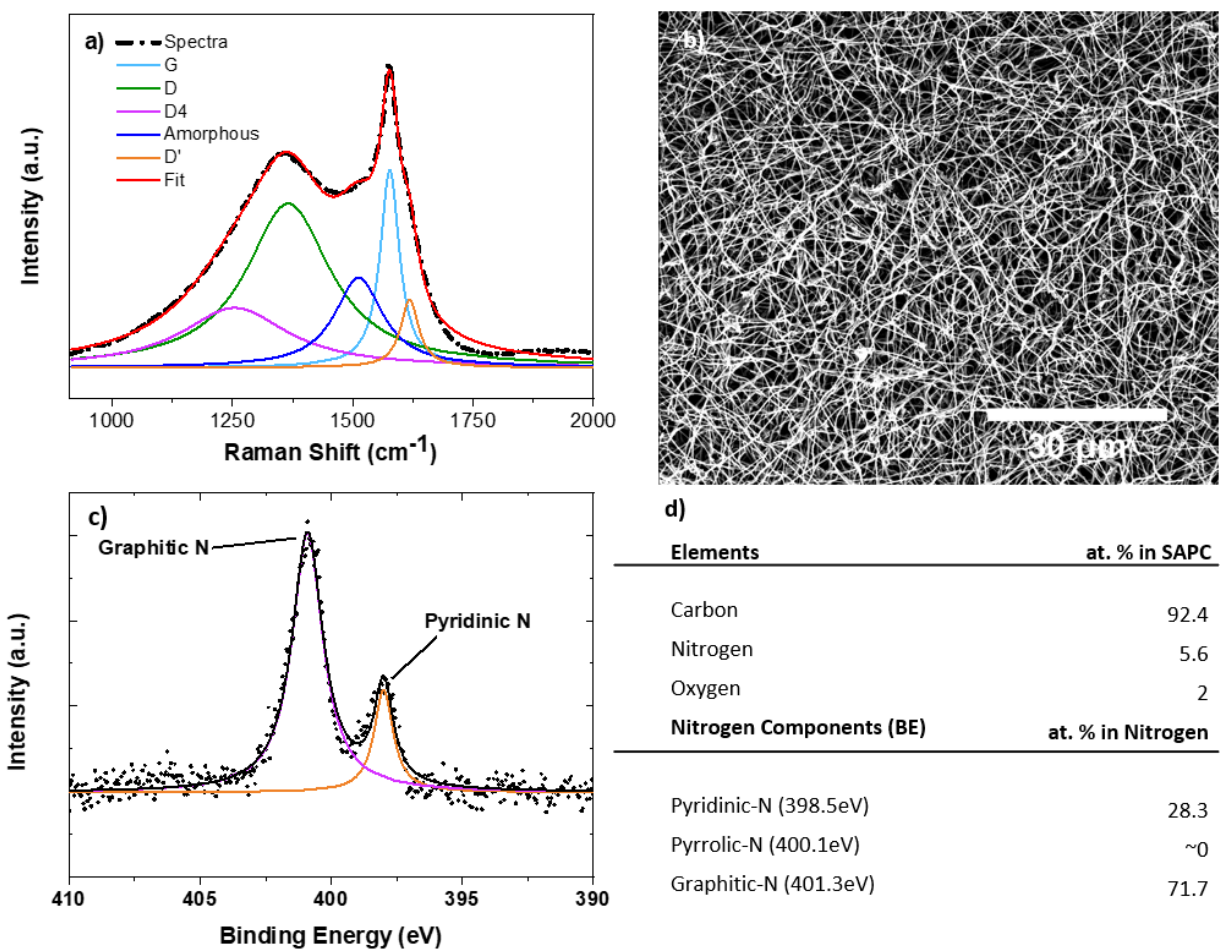 a)
Spectra
G
D
D4
Amorphous
D'
Fit
Intensity (a.u.)
1000 1250 1500 1750 2000
Raman Shift (cm-1)
b)
30 μm
c)
Graphitic N
Pyridinic N
Intensity (a.u.)
410 405 400 395 390
Binding Energy (eV)
d)
Elements at. % in SAPC
Carbon 92.4
Nitrogen 5.6
Oxygen 2
Nitrogen Components (BE) at. % in Nitrogen
Pyridinic-N (398.5eV) 28.3
Pyrrolic-N (400.1eV) ~0
Graphitic-N (401.3eV) 71.7